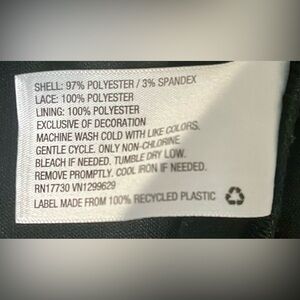 SHELL: 97% POLYESTER / 3% SPANDEX
LACE: 100% POLYESTER
LINING: 100% POLYESTER
EXCLUSIVE OF DECORATION
MACHINE WASH COLD WITH LIKE COLORS.
GENTLE CYCLE. ONLY NON-CHLORINE
BLEACH IF NEEDED. TUMBLE DRY LOW.
REMOVE PROMPTLY. COOL IRON IF NEEDED.
RN17730 VN1299629
LABEL MADE FROM 100% RECYCLED PLASTIC